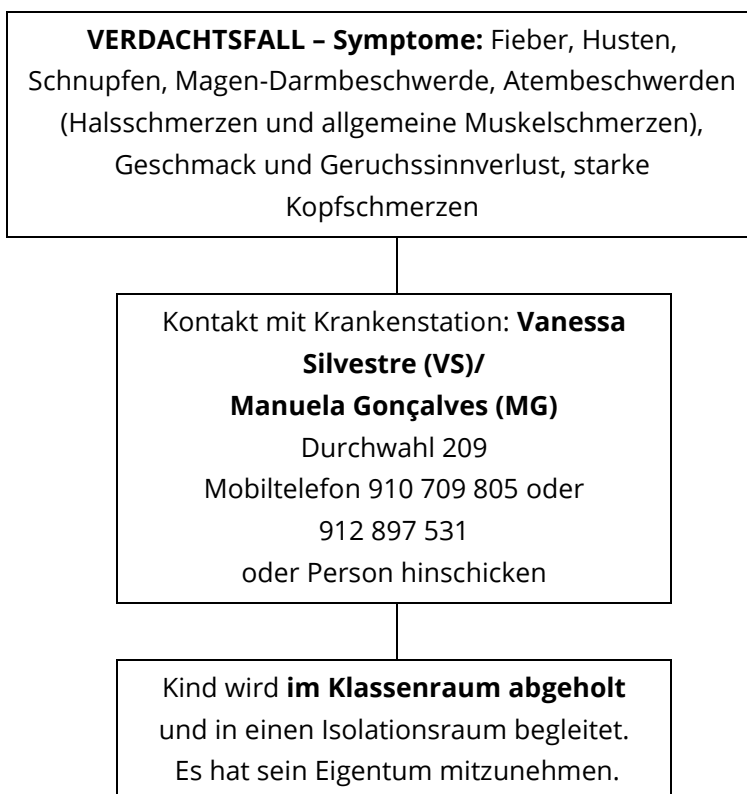 VERDACHTSFALL – Symptome: Fieber, Husten,
Schnupfen, Magen-Darmbeschwerde, Atembeschwerden
(Halsschmerzen und allgemeine Muskelschmerzen),
Geschmack und Geruchssinnverlust, starke
Kopfschmerzen
Kontakt mit Krankenstation: Vanessa
Silvestre (VS)/
Manuela Gonçalves (MG)
Durchwahl 209
Mobiltelefon 910 709 805 oder
912 897 531
oder Person hinschicken
Kind wird im Klassenraum abgeholt
und in einen Isolationsraum begleitet.
Es hat sein Eigentum mitzunehmen.